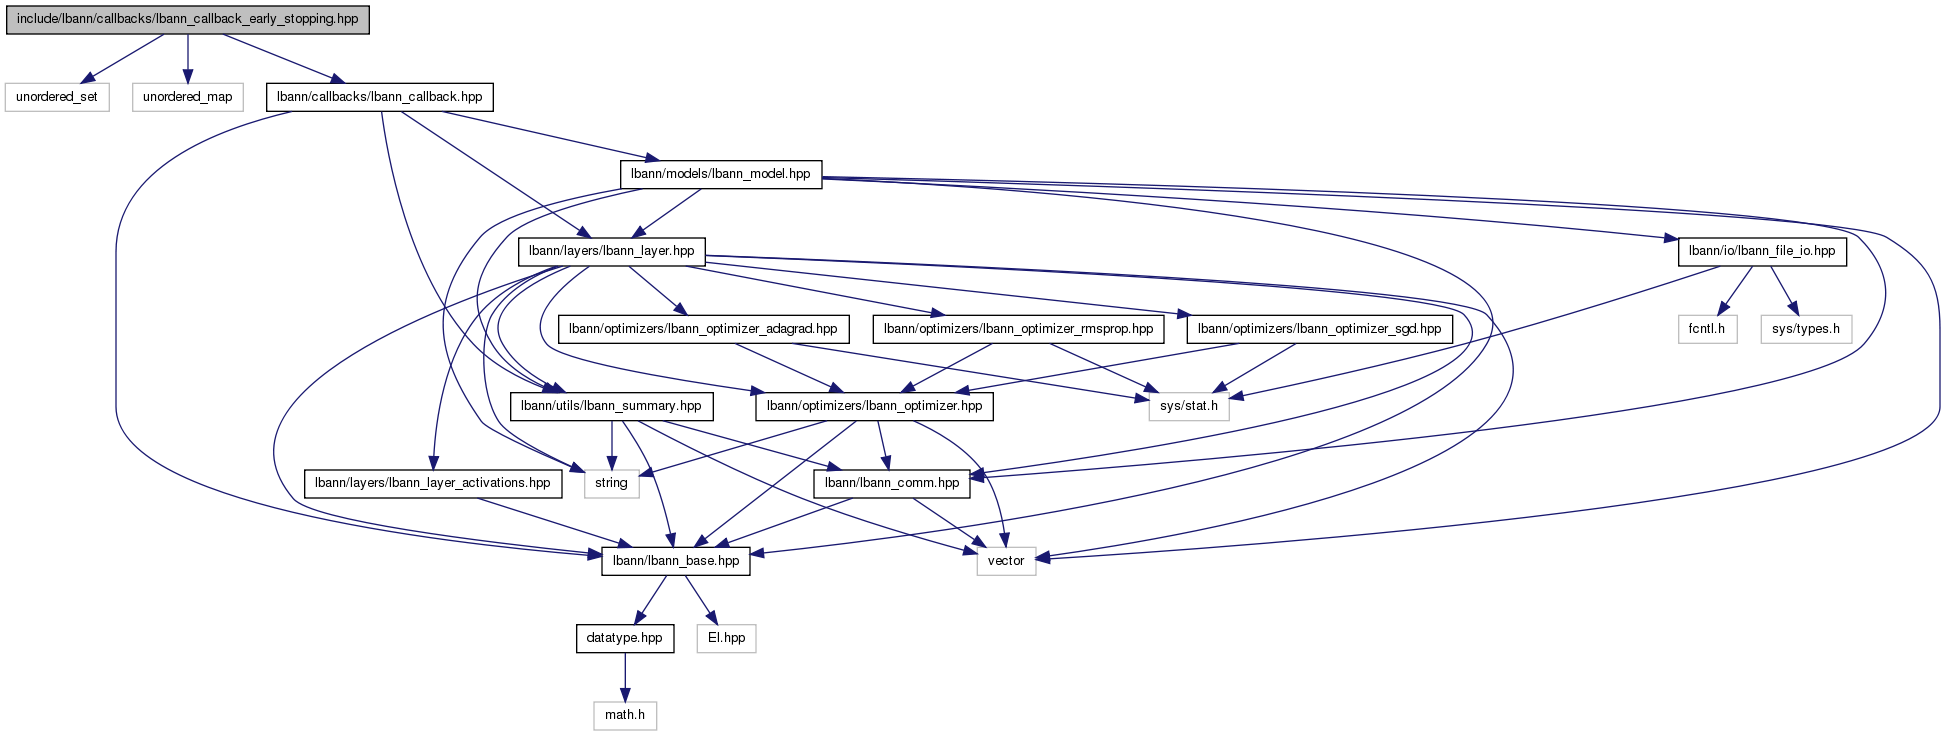 include/lbann/callbacks/lbann_callback_early_stopping.hpp
unordered_set
unordered_map
lbann/callbacks/lbann_callback.hpp
lbann/models/lbann_model.hpp
lbann/layers/lbann_layer.hpp
lbann/io/lbann_file_io.hpp
lbann/optimizers/lbann_optimizer_adagrad.hpp
lbann/optimizers/lbann_optimizer_rmsprop.hpp
lbann/optimizers/lbann_optimizer_sgd.hpp
fcntl.h
sys/types.h
lbann/utils/lbann_summary.hpp
lbann/optimizers/lbann_optimizer.hpp
sys/stat.h
lbann/layers/lbann_layer_activations.hpp
string
lbann/lbann_comm.hpp
lbann/lbann_base.hpp
vector
datatype.hpp
El.hpp
math.h